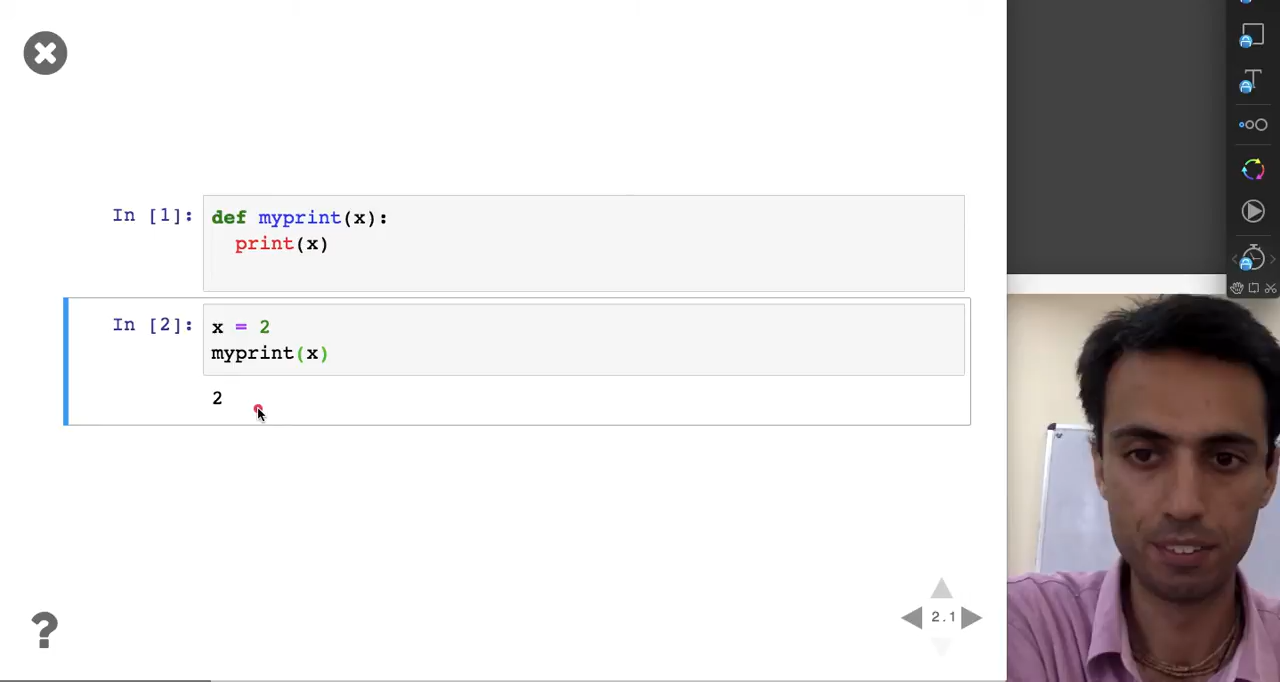 In [1]: def myprint(x):
print(x)
In [2]: x = 2
myprint(x)
2
2.1
?
T